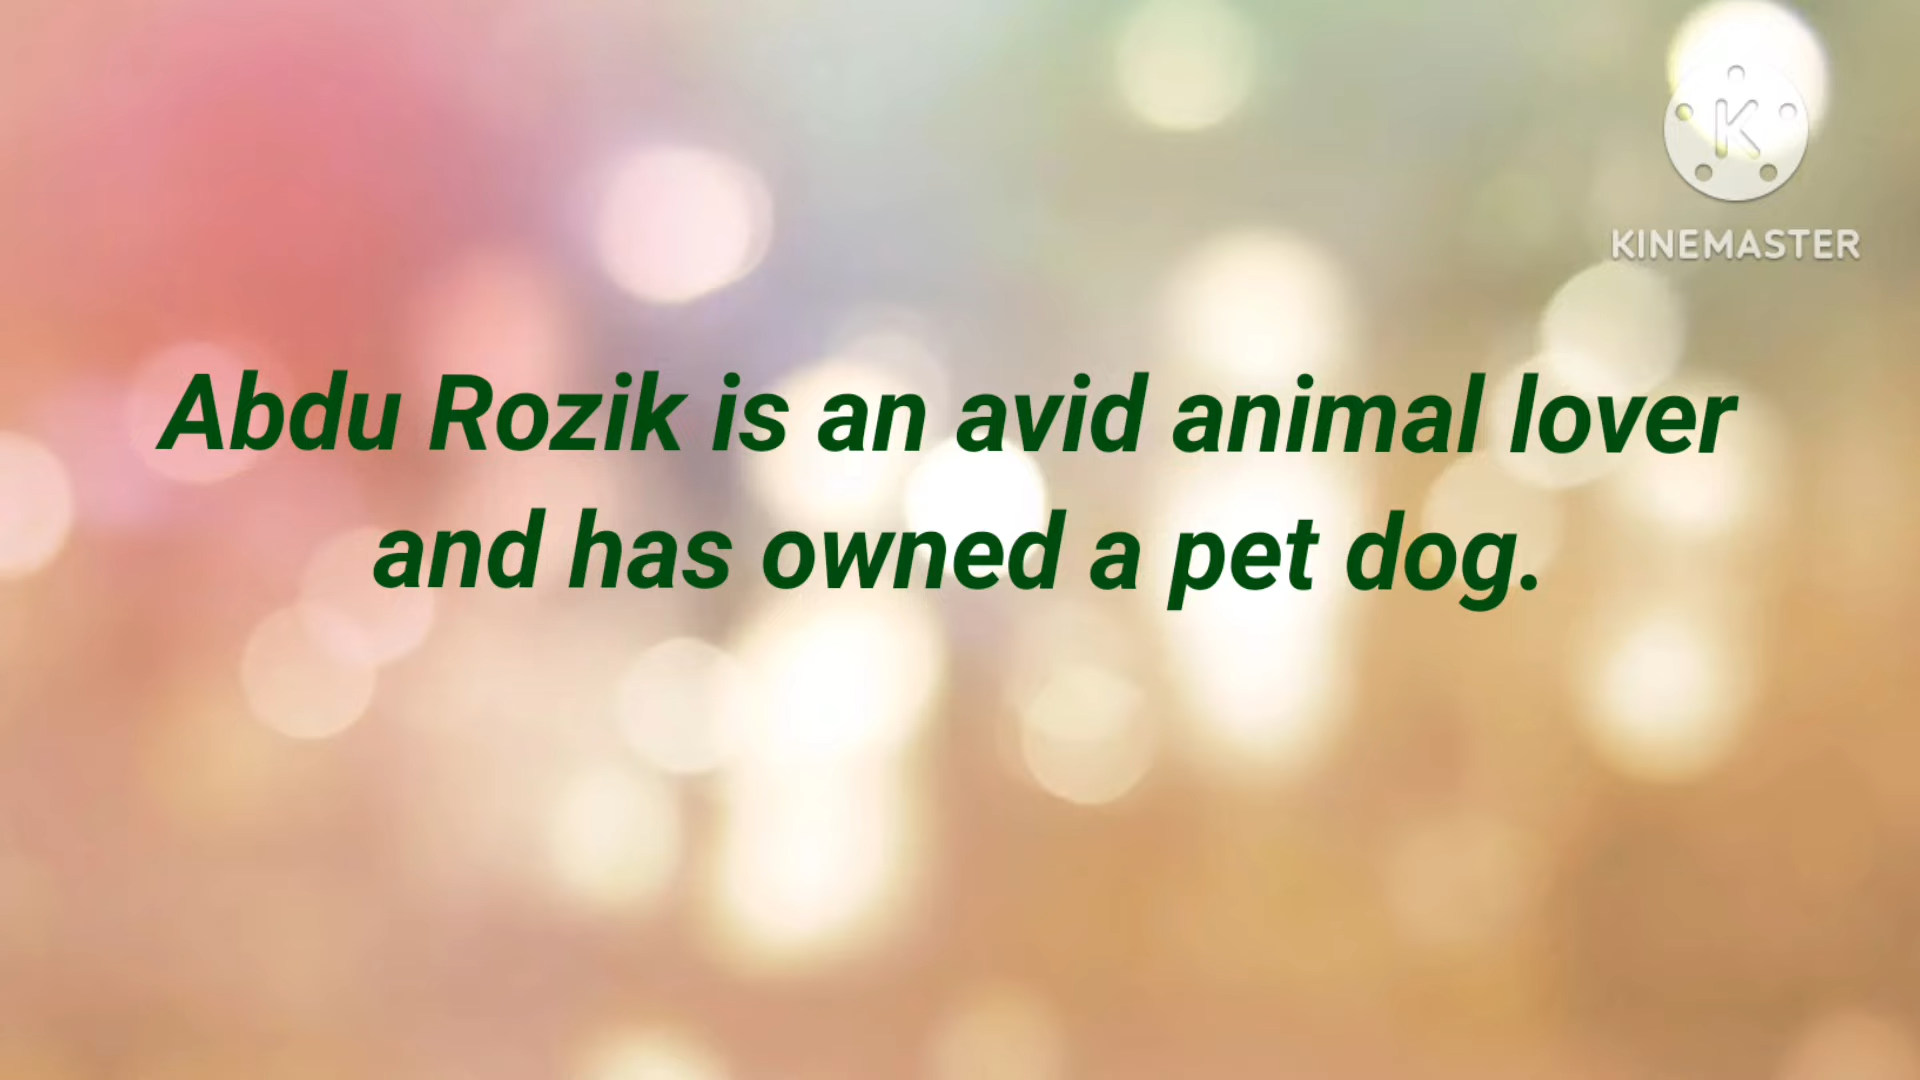 K
KINEMASTER
Abdu Rozik is an avid animal lover
and has owned a pet dog.